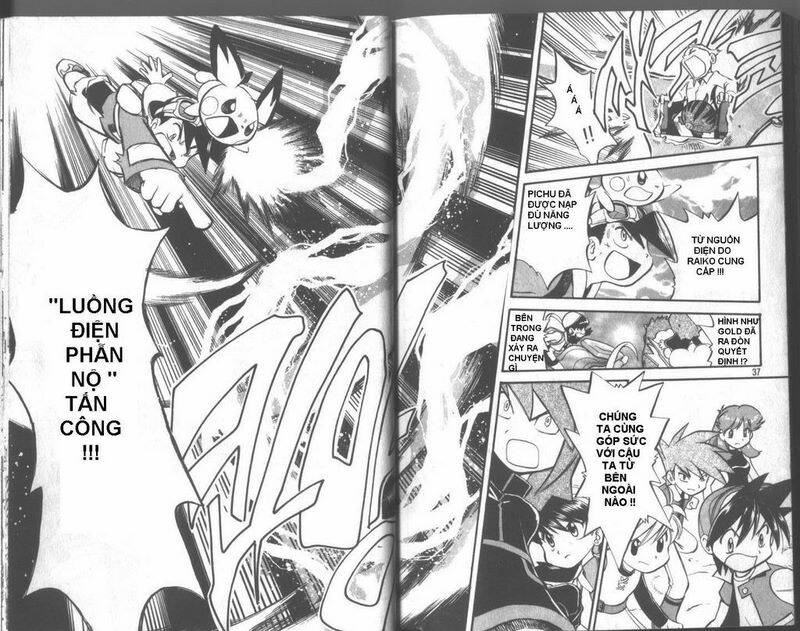 Á
Á
Á
!!
PICHU ĐÃ
ĐƯỢC NẠP
ĐỦ NĂNG
LƯỢNG ....
TỪ NGUỒN
ĐIỆN DO
RAIKO CUNG
CẤP !!!
BÊN
TRONG
ĐANG
XẢY RA
CHUYỆN
GÌ
HÌNH NHƯ
GOLD ĐÃ
RA ĐÒN
QUYẾT
ĐỊNH !?
37
CHÚNG
TA CÙNG
GÓP SỨC
VỚI CẬU
TA TỪ
BÊN
NGOÀI
NÀO !!
"LUỒNG
ĐIỆN
PHẪN
NỘ "
TẤN
CÔNG
!!!